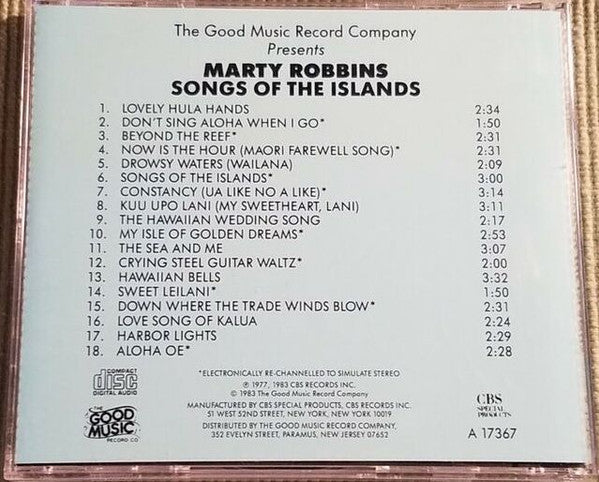 The Good Music Record Company
Presents
MARTY ROBBINS
SONGS OF THE ISLANDS
1. LOVELY HULA HANDS 2:34
2. DON'T SING ALOHA WHEN I GO* 1:50
3. BEYOND THE REEF* 2:31
4. NOW IS THE HOUR (MAORI FAREWELL SONG)* 2:31
5. DROWSY WATERS (WAILANA) 2:09
6. SONGS OF THE ISLANDS* 3:00
7. CONSTANCY (UA LIKE NO A LIKE)* 3:14
8. KUU UPO LANI (MY SWEETHEART, LANI) 3:11
9. THE HAWAIIAN WEDDING SONG 2:17
10. MY ISLE OF GOLDEN DREAMS* 2:53
11. THE SEA AND ME 3:07
12. CRYING STEEL GUITAR WALTZ* 2:00
13. HAWAIIAN BELLS 3:32
14. SWEET LEILANI* 1:50
15. DOWN WHERE THE TRADE WINDS BLOW* 2:31
16. LOVE SONG OF KALUA 2:24
17. HARBOR LIGHTS 2:29
18. ALOHA OE* 2:28
COMPACT
disc
DIGITAL AUDIO
*ELECTRONICALLY RE-CHANNELLED TO SIMULATE STEREO
℗ 1977, 1983 CBS RECORDS INC.
© 1983 The Good Music Record Company
MANUFACTURED BY CBS SPECIAL PRODUCTS, CBS RECORDS INC.
51 WEST 52ND STREET, NEW YORK, NEW YORK 10019
DISTRIBUTED BY THE GOOD MUSIC RECORD COMPANY,
352 EVELYN STREET, PARAMUS, NEW JERSEY 07652
THE
GOOD
MUSIC
RECORD CO.
CBS
SPECIAL
PRODUCTS
A 17367